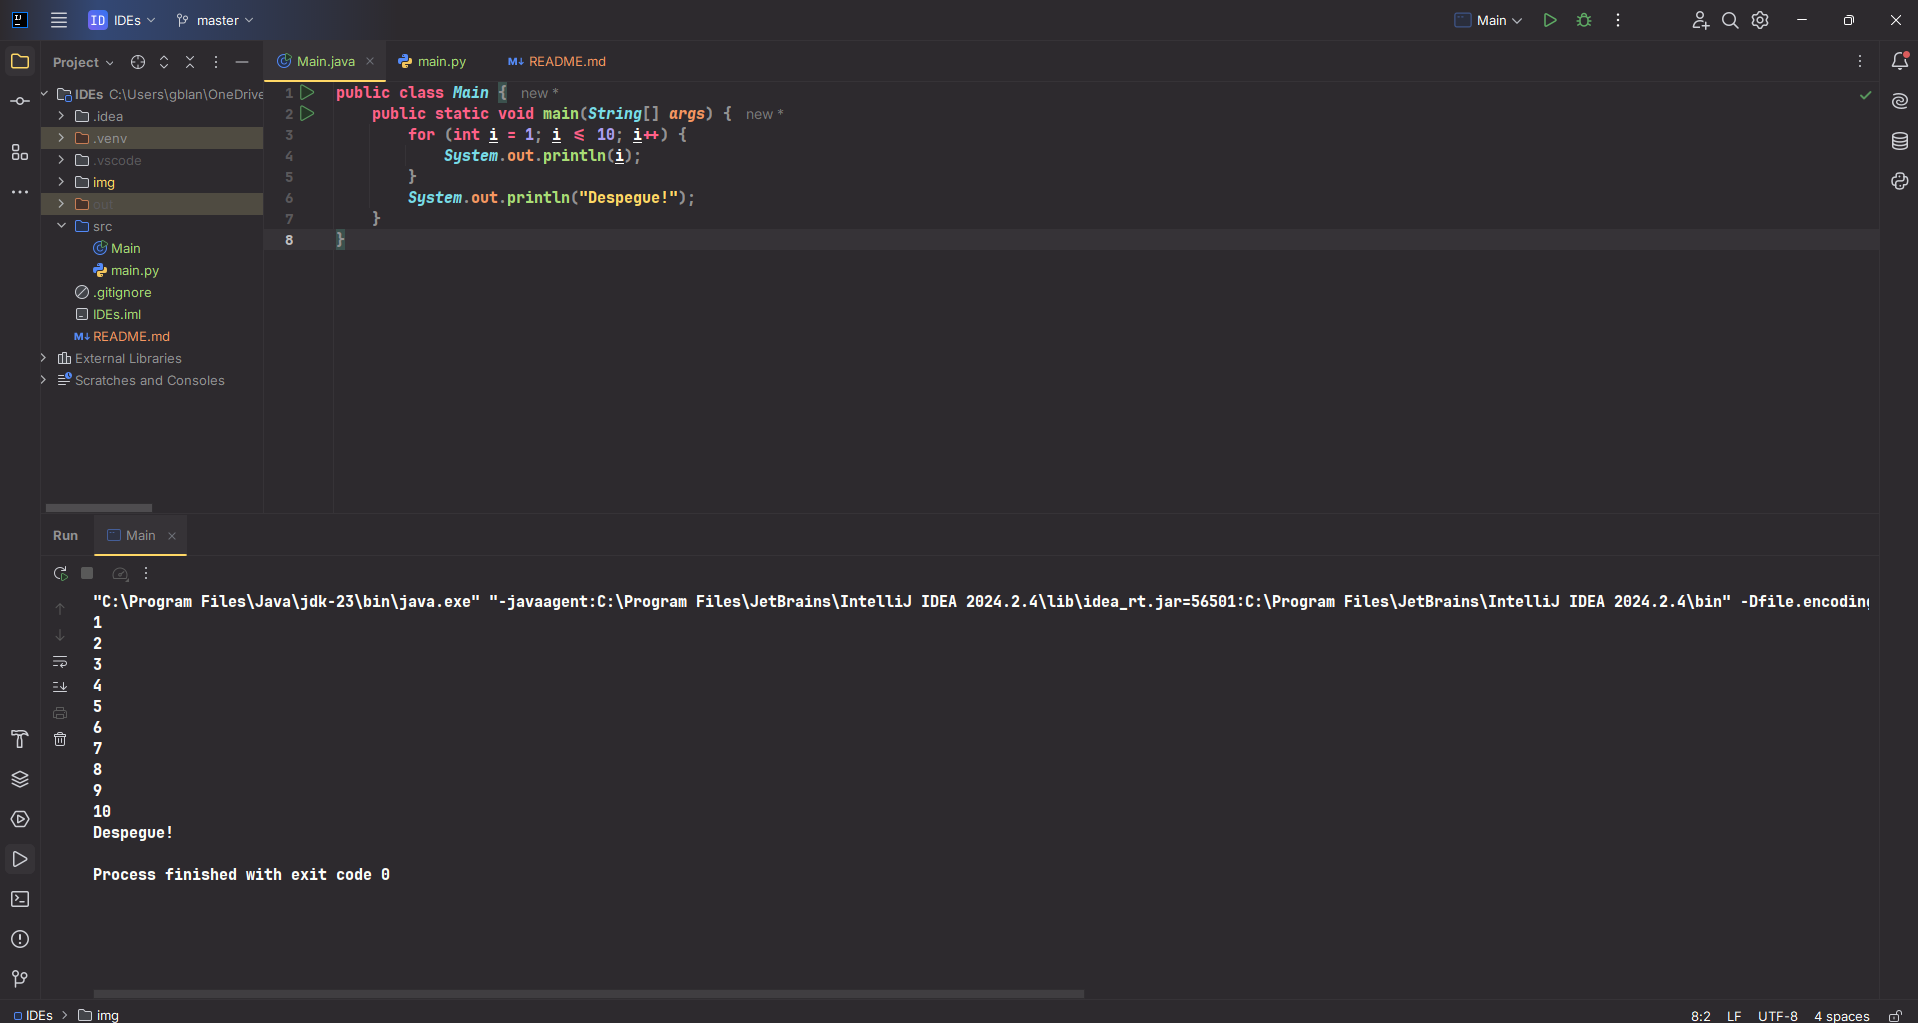 ID IDEs master Main
Project
Main.java main.py README.md
IDEs C:\Users\gblan\OneDrive
.idea
.venv
.vscode
img
out
src
Main
main.py
.gitignore
IDEs.iml
README.md
External Libraries
Scratches and Consoles
1 public class Main { new *
2 public static void main(String[] args) { new *
3 for (int i = 1; i <= 10; i++) {
4 System.out.println(i);
5 }
6 System.out.println("Despegue!");
7 }
8 }
Run Main
"C:\Program Files\Java\jdk-23\bin\java.exe" "-javaagent:C:\Program Files\JetBrains\IntelliJ IDEA 2024.2.4\lib\idea_rt.jar=56501:C:\Program Files\JetBrains\IntelliJ IDEA 2024.2.4\bin" -Dfile.encoding
1
2
3
4
5
6
7
8
9
10
Despegue!
Process finished with exit code 0
IDEs > img 8:2 LF UTF-8 4 spaces